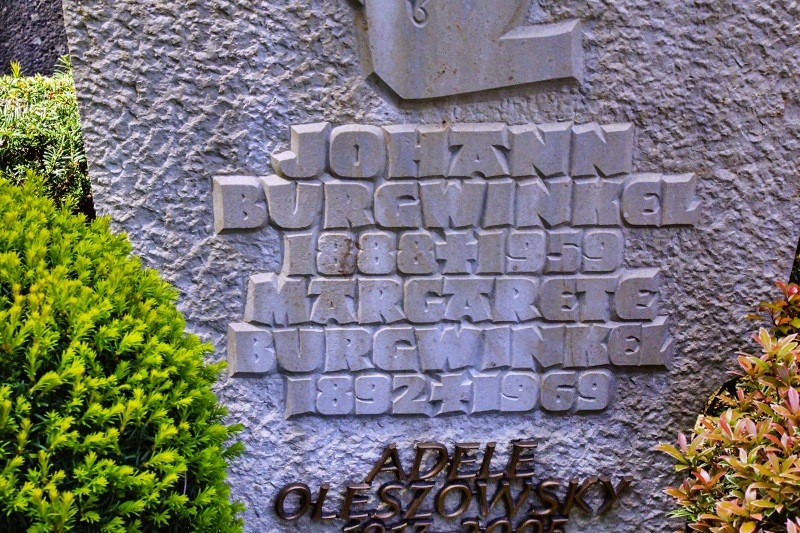 JOHANN
BURGWINKEL
1888 ✝ 1959
MARGARETE
BURGWINKEL
1892 ✝ 1969
ADELE
OLESZOWSKY